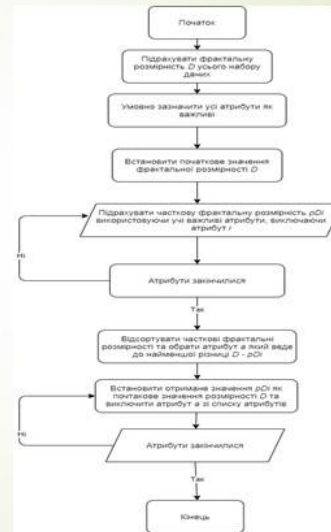 Початок
Підрахувати фрактальну
розмірність D усього набору
даних
Умовно зазначити усі атрибути як
важливі
Встановити початкове значення
фрактальної розмірності D
Підрахувати часткову фрактальну розмірність pDi
використовуючи учі важливі атрибути, виключаючи
атрибут i
Ні
Атрибути закінчилися
Так
Відсортувати часткові фрактальні
розмірності та обрати атрибут a який веде
до найменшої різниці D - pDi
Встановити отримане значення pDi як
почткаове значення розмірності D та
виключити атрибут a зі списку атрибутів
Ні
Атрибути закінчилися
Так
Кінець